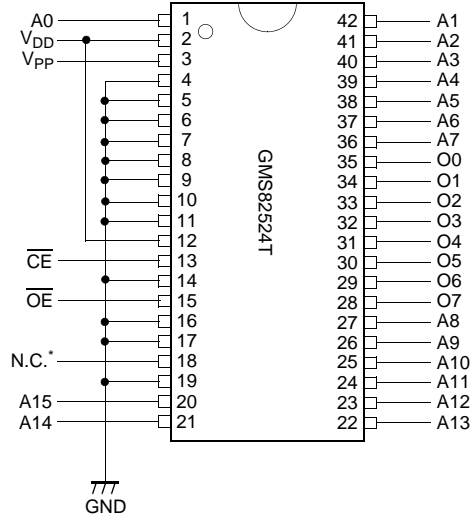 A0 1 42 A1
VDD 2 41 A2
VPP 3 40 A3
4 39 A4
5 38 A5
6 37 A6
7 36 A7
8 35 O0
9 34 O1
10 33 O2
11 32 O3
12 31 O4
CE 13 30 O5
14 29 O6
OE 15 28 O7
16 27 A8
17 26 A9
N.C.* 18 25 A10
19 24 A11
A15 20 23 A12
A14 21 22 A13
GMS82524T
GND